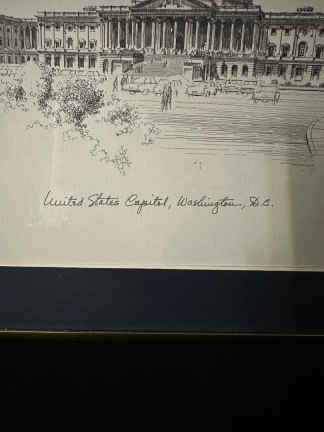 United States Capitol, Washington, D.C.